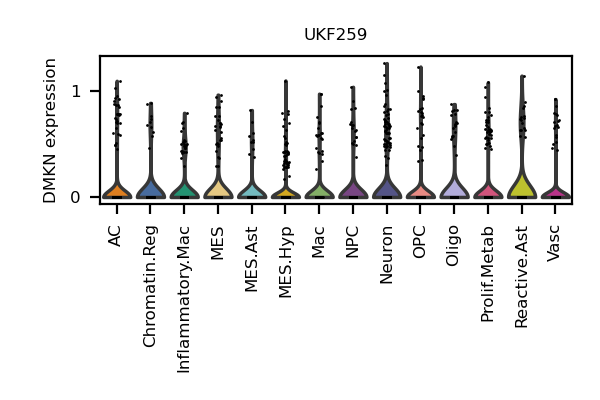 UKF259
DMKN expression
1
0
AC
Chromatin.Reg
Inflammatory.Mac
MES
MES.Ast
MES.Hyp
Mac
NPC
Neuron
OPC
Oligo
Prolif.Metab
Reactive.Ast
Vasc